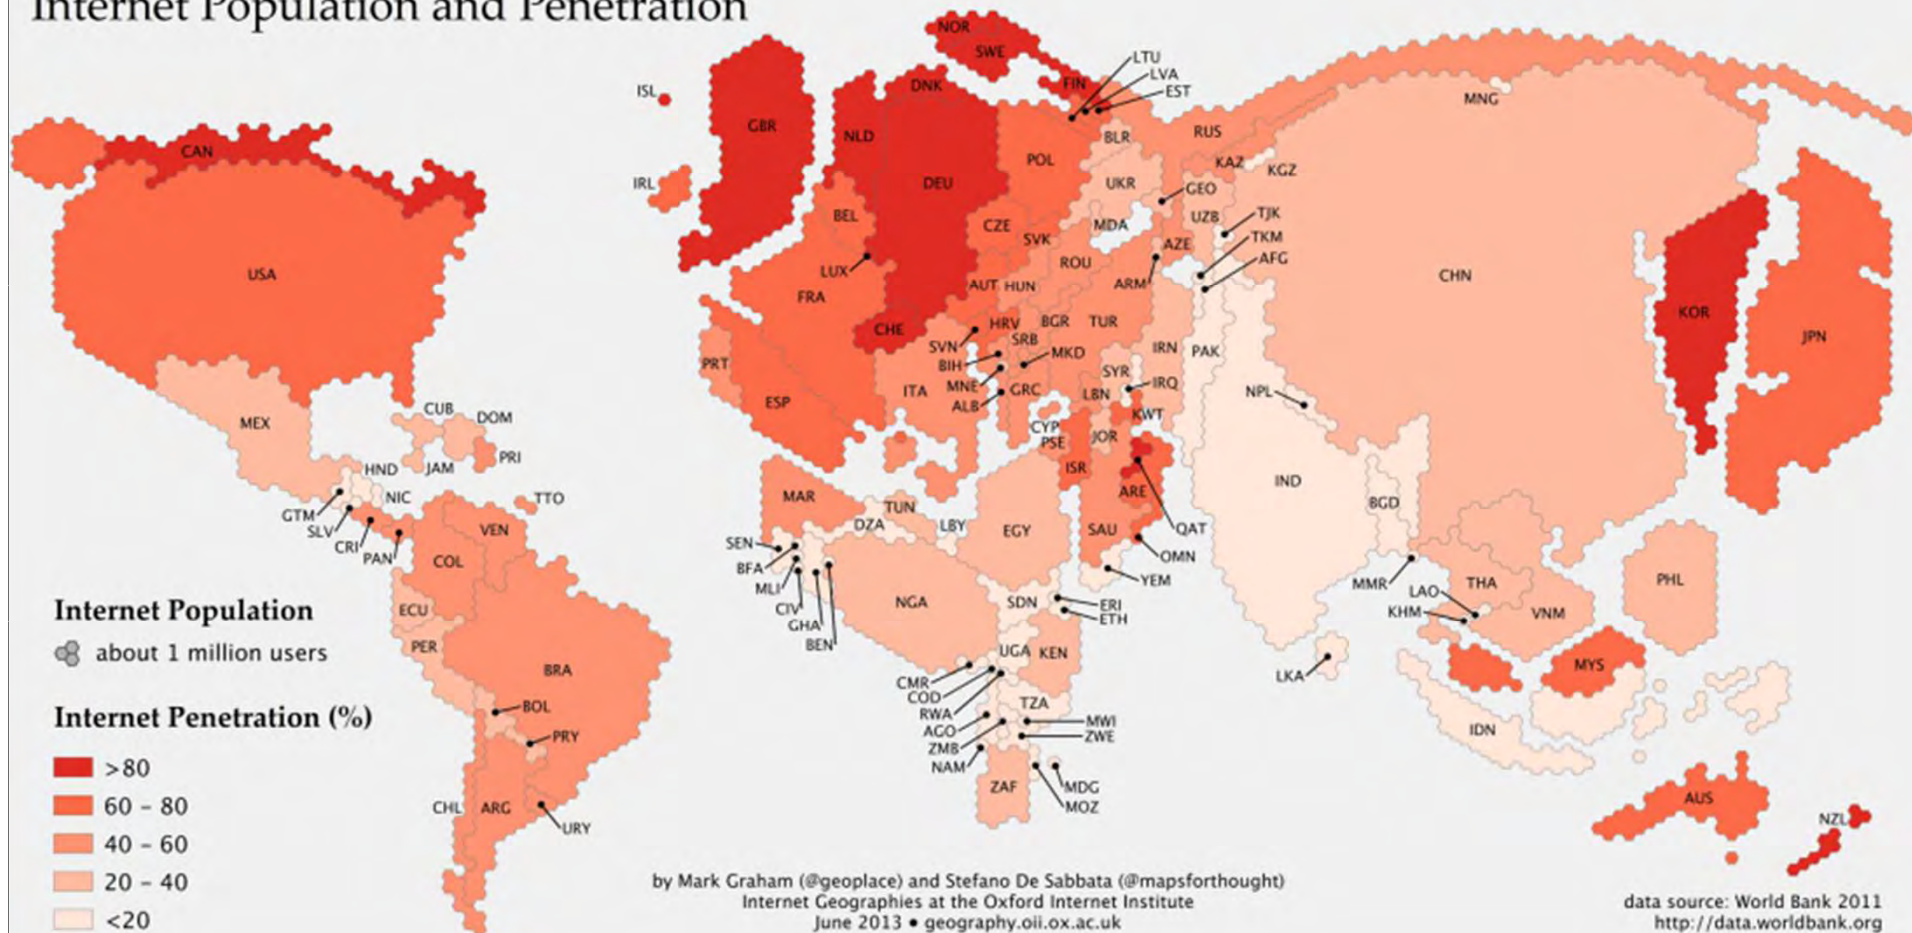 Internet Population and Penetration
NOR
SWE
LTU
LVA
EST
FIN
DNK
ISL
GBR
NLD
DEU
POL
BLR
RUS
MNG
CAN
KAZ
KGZ
IRL
UKR
GEO
BEL
CZE
MDA
UZB
TJK
SVK
AZE
TKM
LUX
ROU
AFG
USA
FRA
AUT
HUN
ARM
CHN
KOR
JPN
CHE
HRV
BGR
TUR
SVN
SRB
IRN
PAK
PRT
BIH
MKD
SYR
MNE
ITA
GRC
IRQ
NPL
ALB
LBN
ESP
MEX
CUB
DOM
CYP
KWT
PSE
JOR
PRI
HND
JAM
ISR
IND
NIC
TTO
MAR
ARE
BGD
GTM
TUN
SLV
VEN
DZA
LBY
EGY
SAU
QAT
CRI
SEN
OMN
PAN
COL
BFA
YEM
MMR
THA
PHL
MLI
LAO
CIV
NGA
SDN
ERI
KHM
VNM
ECU
GHA
ETH
BEN
PER
UGA
KEN
BRA
CMR
LKA
MYS
COD
BOL
RWA
TZA
AGO
MWI
IDN
PRY
ZMB
ZWE
NAM
CHL
ARG
ZAF
MDG
MOZ
AUS
URY
NZL
Internet Population
about 1 million users
Internet Penetration (%)
>80
60 – 80
40 – 60
20 – 40
<20
by Mark Graham (@geoplace) and Stefano De Sabbata (@mapsforthought)
Internet Geographies at the Oxford Internet Institute
June 2013 • geography.oii.ox.ac.uk
data source: World Bank 2011
http://data.worldbank.org